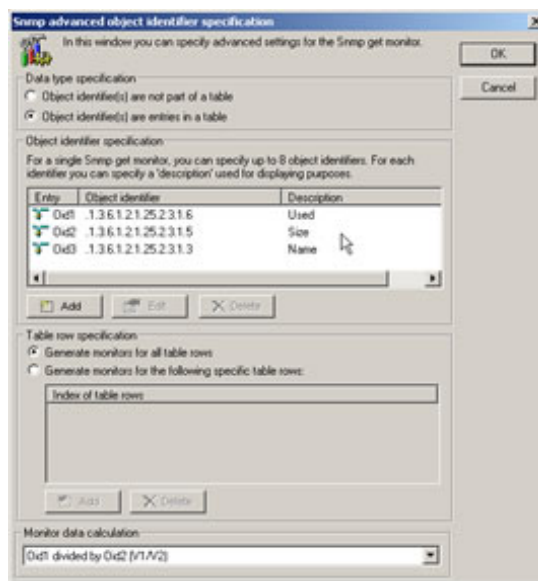 Snmp advanced object identifier specification
In this window you can specify advanced settings for the Snmp get monitor.
OK
Cancel
Data type specification
Object identifier(s) are not part of a table
Object identifier(s) are entries in a table
Object identifier specification
For a single Snmp get monitor, you can specify up to 8 object identifiers. For each
identifier you can specify a 'description' used for displaying purposes.
Entry Object identifier Description
Oid1 .1.3.6.1.2.1.25.2.3.1.6 Used
Oid2 .1.3.6.1.2.1.25.2.3.1.5 Size
Oid3 .1.3.6.1.2.1.25.2.3.1.3 Name
Add Edit Delete
Table row specification
Generate monitors for all table rows
Generate monitors for the following specific table rows:
Index of table rows
Add Delete
Monitor data calculation
Oid1 divided by Oid2 (V1/V2)